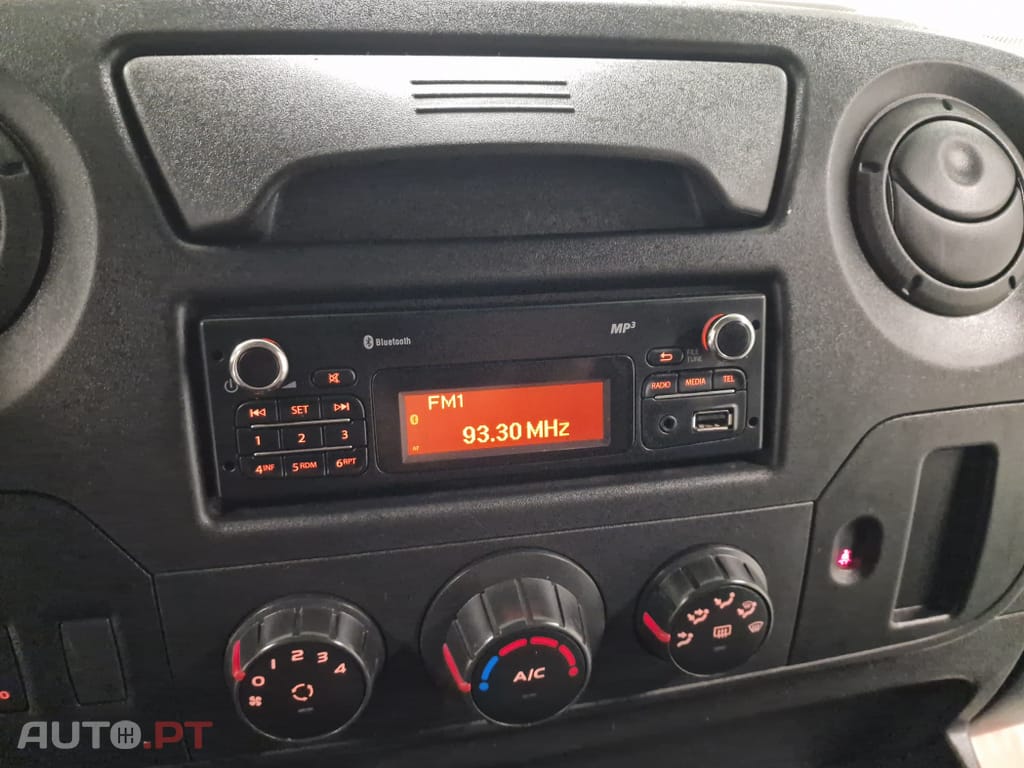 Bluetooth
MP3
FILE
TUNE
RADIO MEDIA TEL
SET
1 2 3
4INF 5RDM 6RPT
FM1
93.30 MHz
AF
0 1 2 3 4
A/C
AUTO.PT